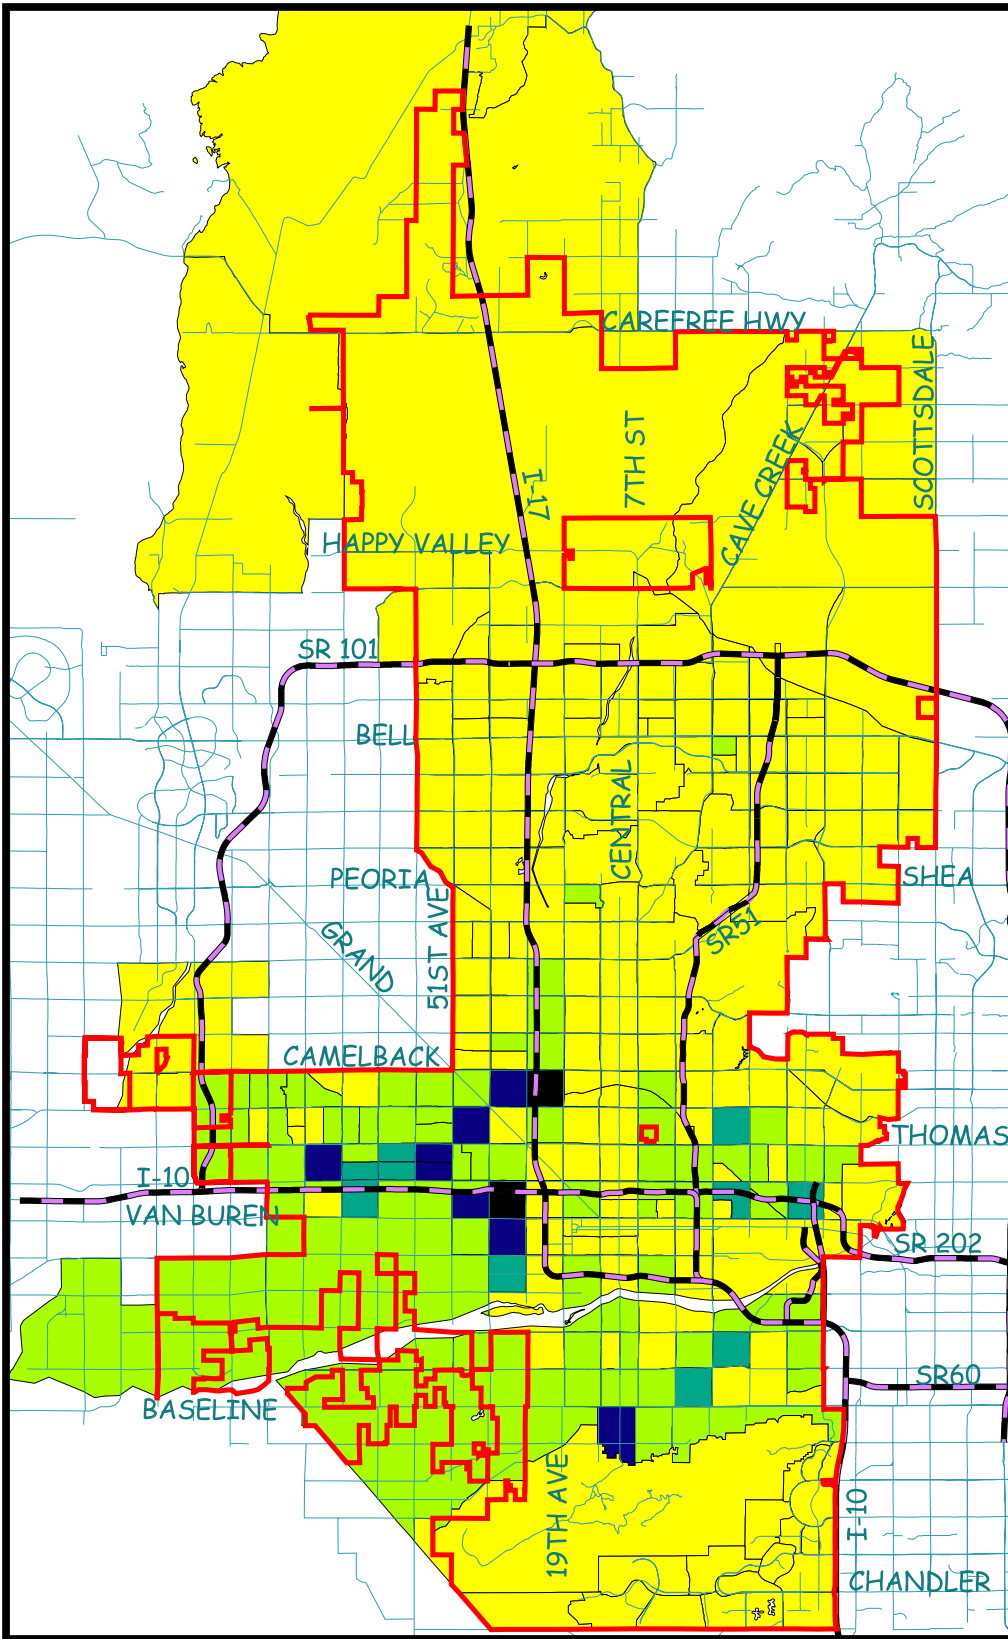 CAREFREE HWY
SCOTTSDALE
7TH ST
CAVE CREEK
I-17
HAPPY VALLEY
SR 101
BELL
CENTRAL
PEORIA
SHEA
51ST AVE
GRAND
SR51
CAMELBACK
THOMAS
I-10
VAN BUREN
SR 202
SR60
BASELINE
19TH AVE
I-10
CHANDLER